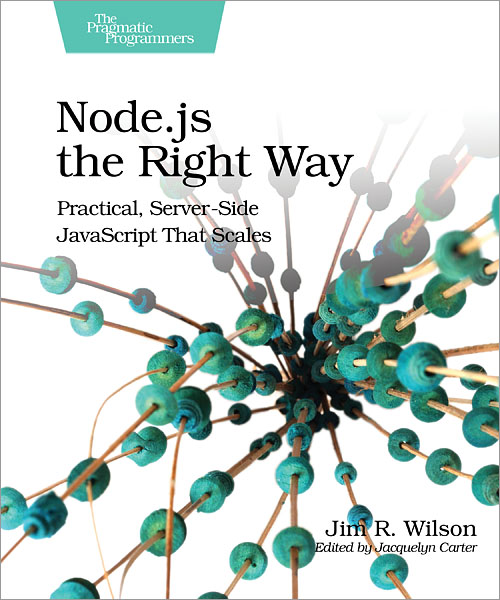 The
Pragmatic
Programmers
Node.js
the Right Way
Practical, Server-Side
JavaScript That Scales
Jim R. Wilson
Edited by Jacquelyn Carter